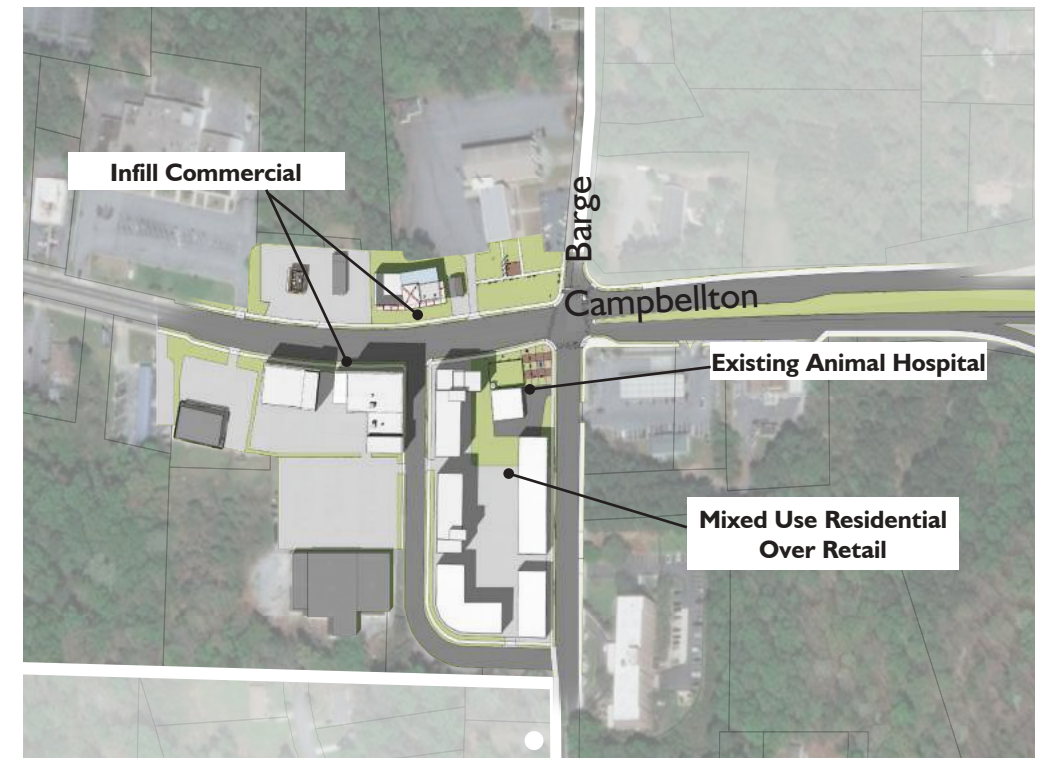 Infill Commercial
Barge
Campbellton
Existing Animal Hospital
Mixed Use Residential
Over Retail